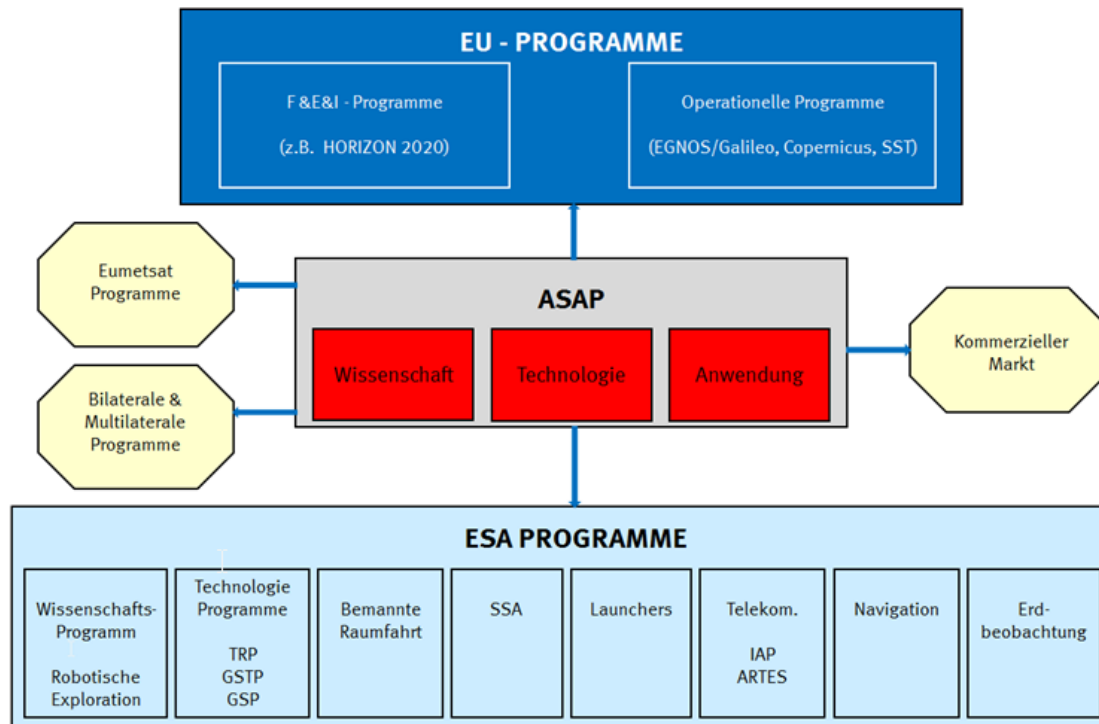 EU - PROGRAMME
F &E&I - Programme
(z.B. HORIZON 2020)
Operationelle Programme
(EGNOS/Galileo, Copernicus, SST)
Eumetsat
Programme
Bilaterale &
Multilaterale
Programme
ASAP
Wissenschaft
Technologie
Anwendung
Kommerzieller
Markt
ESA PROGRAMME
Wissenschafts-
Programm
Robotische
Exploration
Technologie
Programme
TRP
GSTP
GSP
Bemannte
Raumfahrt
SSA
Launchers
Telekom.
IAP
ARTES
Navigation
Erd-
beobachtung